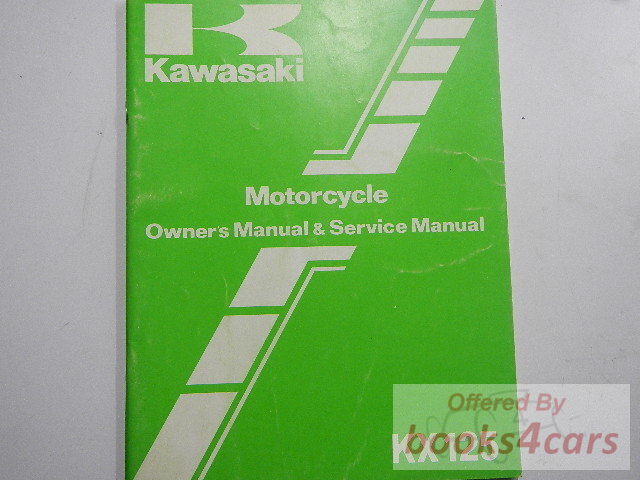 Kawasaki
Motorcycle
Owner's Manual & Service Manual
Offered By
books4cars
KX125